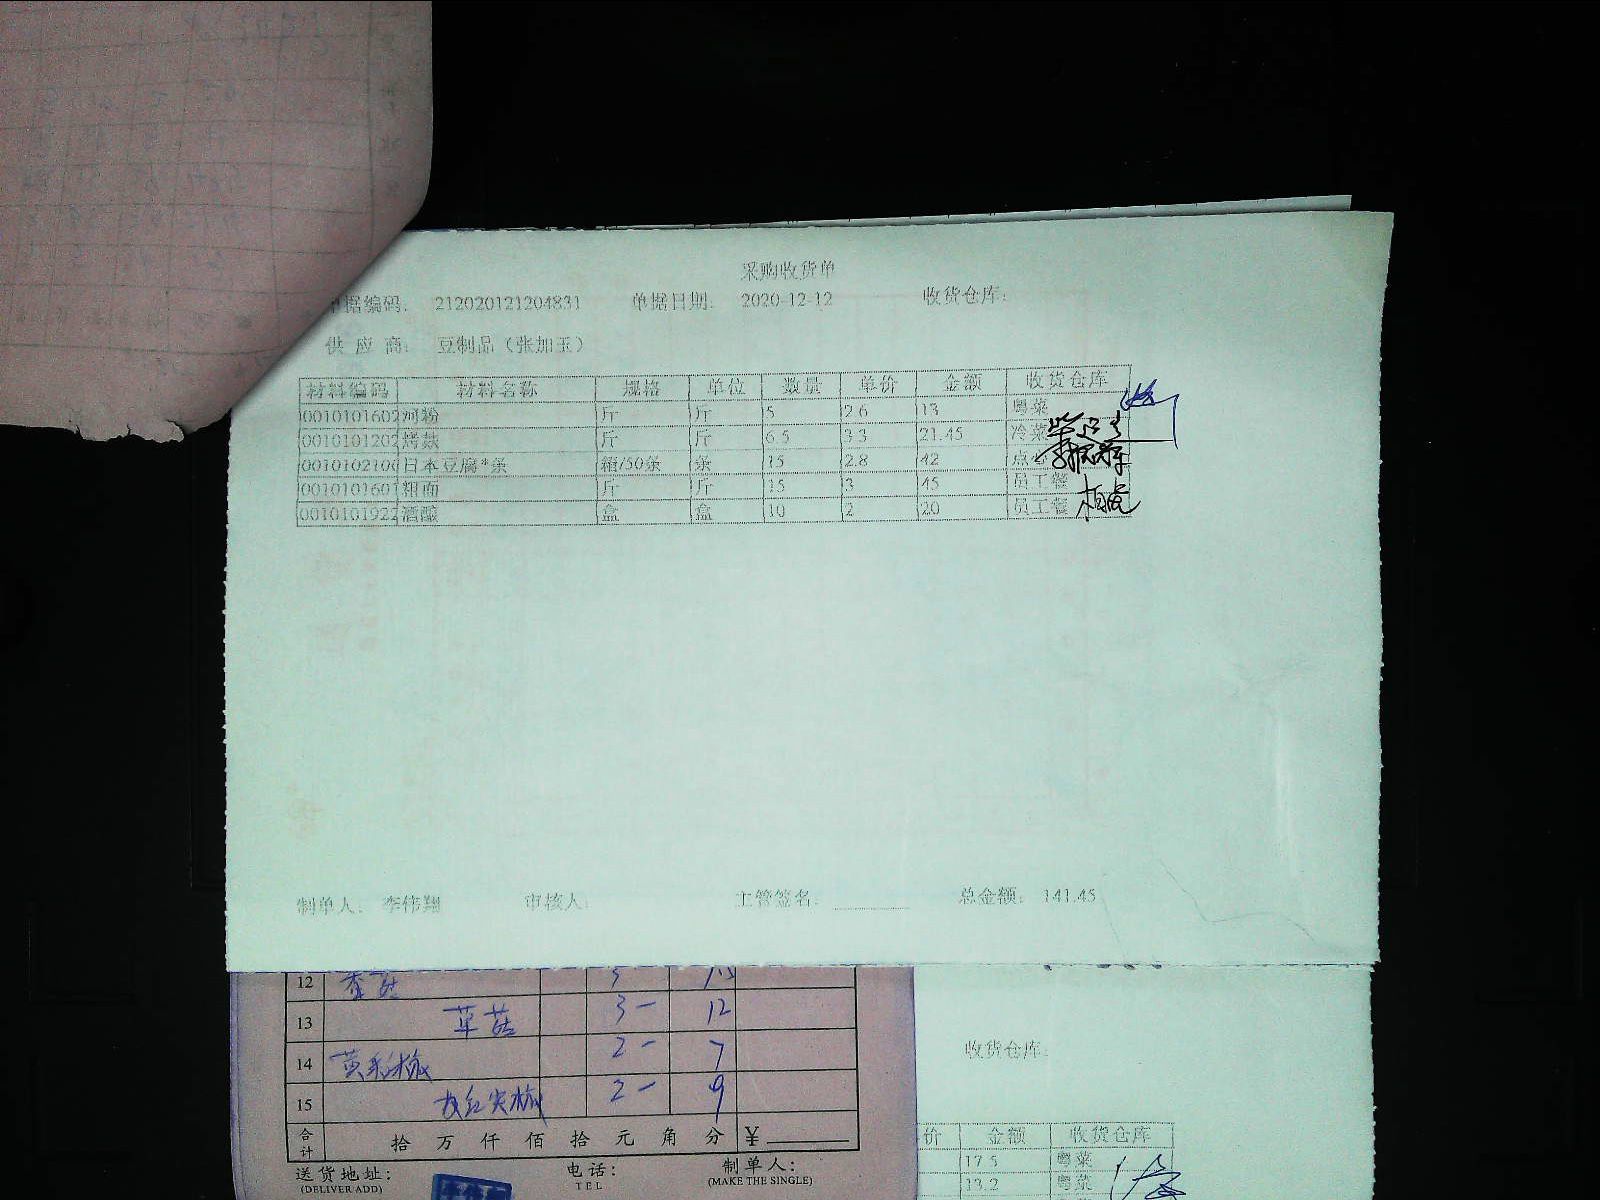 采购收货单
单据编码： 212020121204831 单据日期： 2020-12-12 收货仓库：
供应商： 豆制品（张加玉）
材料编码 材料名称 规格 单位 数量 单价 金额 收货仓库
0010101602 河粉 斤 斤 5 2.6 13 粤菜
0010101202 烤麸 斤 斤 6.5 3.3 21.45 冷菜
001010210 日本豆腐*条 箱/50条 条 15 2.8 42 点心
001010160 粗面 斤 斤 15 3 45 员工餐
0010101922 酒酿 盒 盒 10 2 20 员工餐
制单人： 李伟翔 审核人： 主管签名： 总金额： 141.45
12 香菇
13 草菇 3- 12
14 黄彩椒 2- 7
15 2- 9
合计 拾 万 仟 佰 拾 元 角 分 ¥
送货地址： 电话： 制单人：
(DELIVER ADD) TEL (MAKE THE SINGLE)
收货仓库：
价 金额 收货仓库
17.5 粤菜
13.2 粤菜